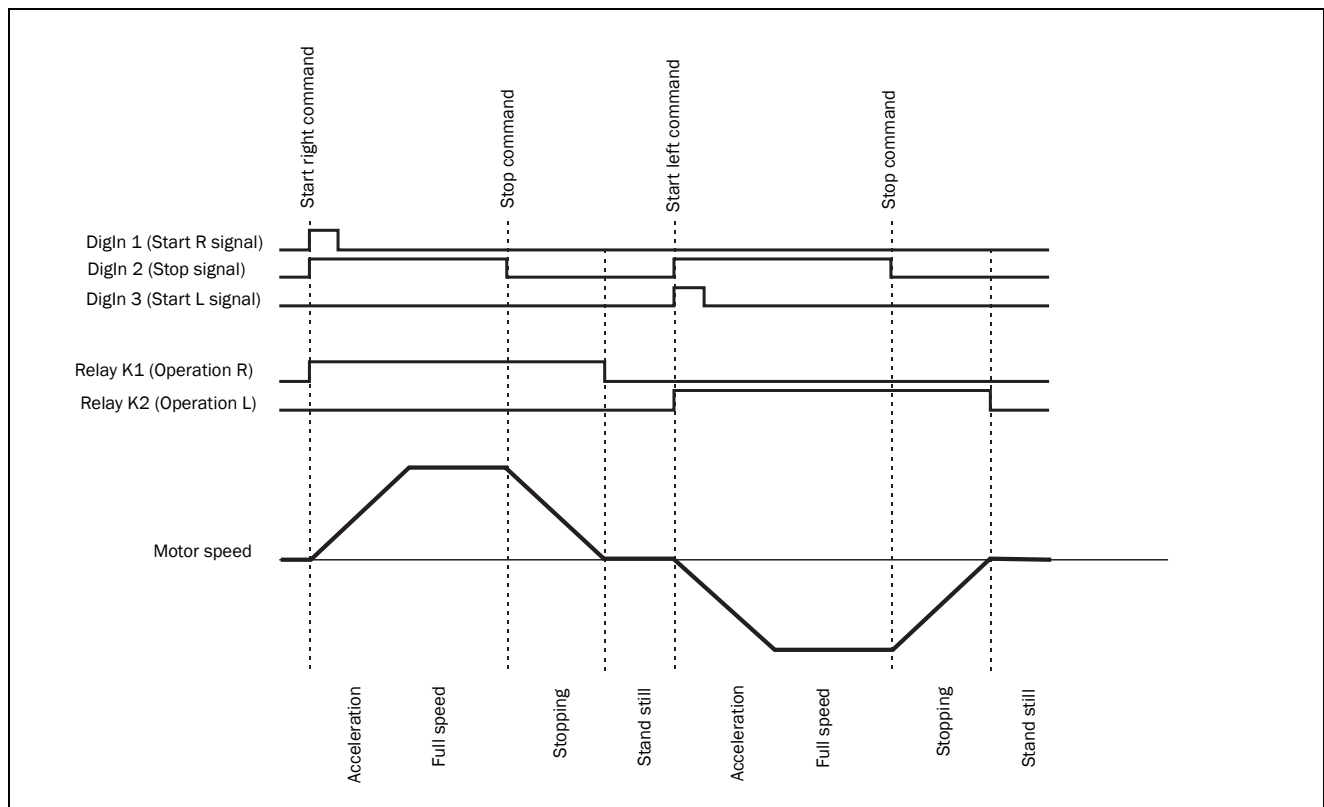 Start right command
Stop command
Start left command
Stop command
DigIn 1 (Start R signal)
DigIn 2 (Stop signal)
DigIn 3 (Start L signal)
Relay K1 (Operation R)
Relay K2 (Operation L)
Motor speed
Acceleration
Full speed
Stopping
Stand still
Acceleration
Full speed
Stopping
Stand still